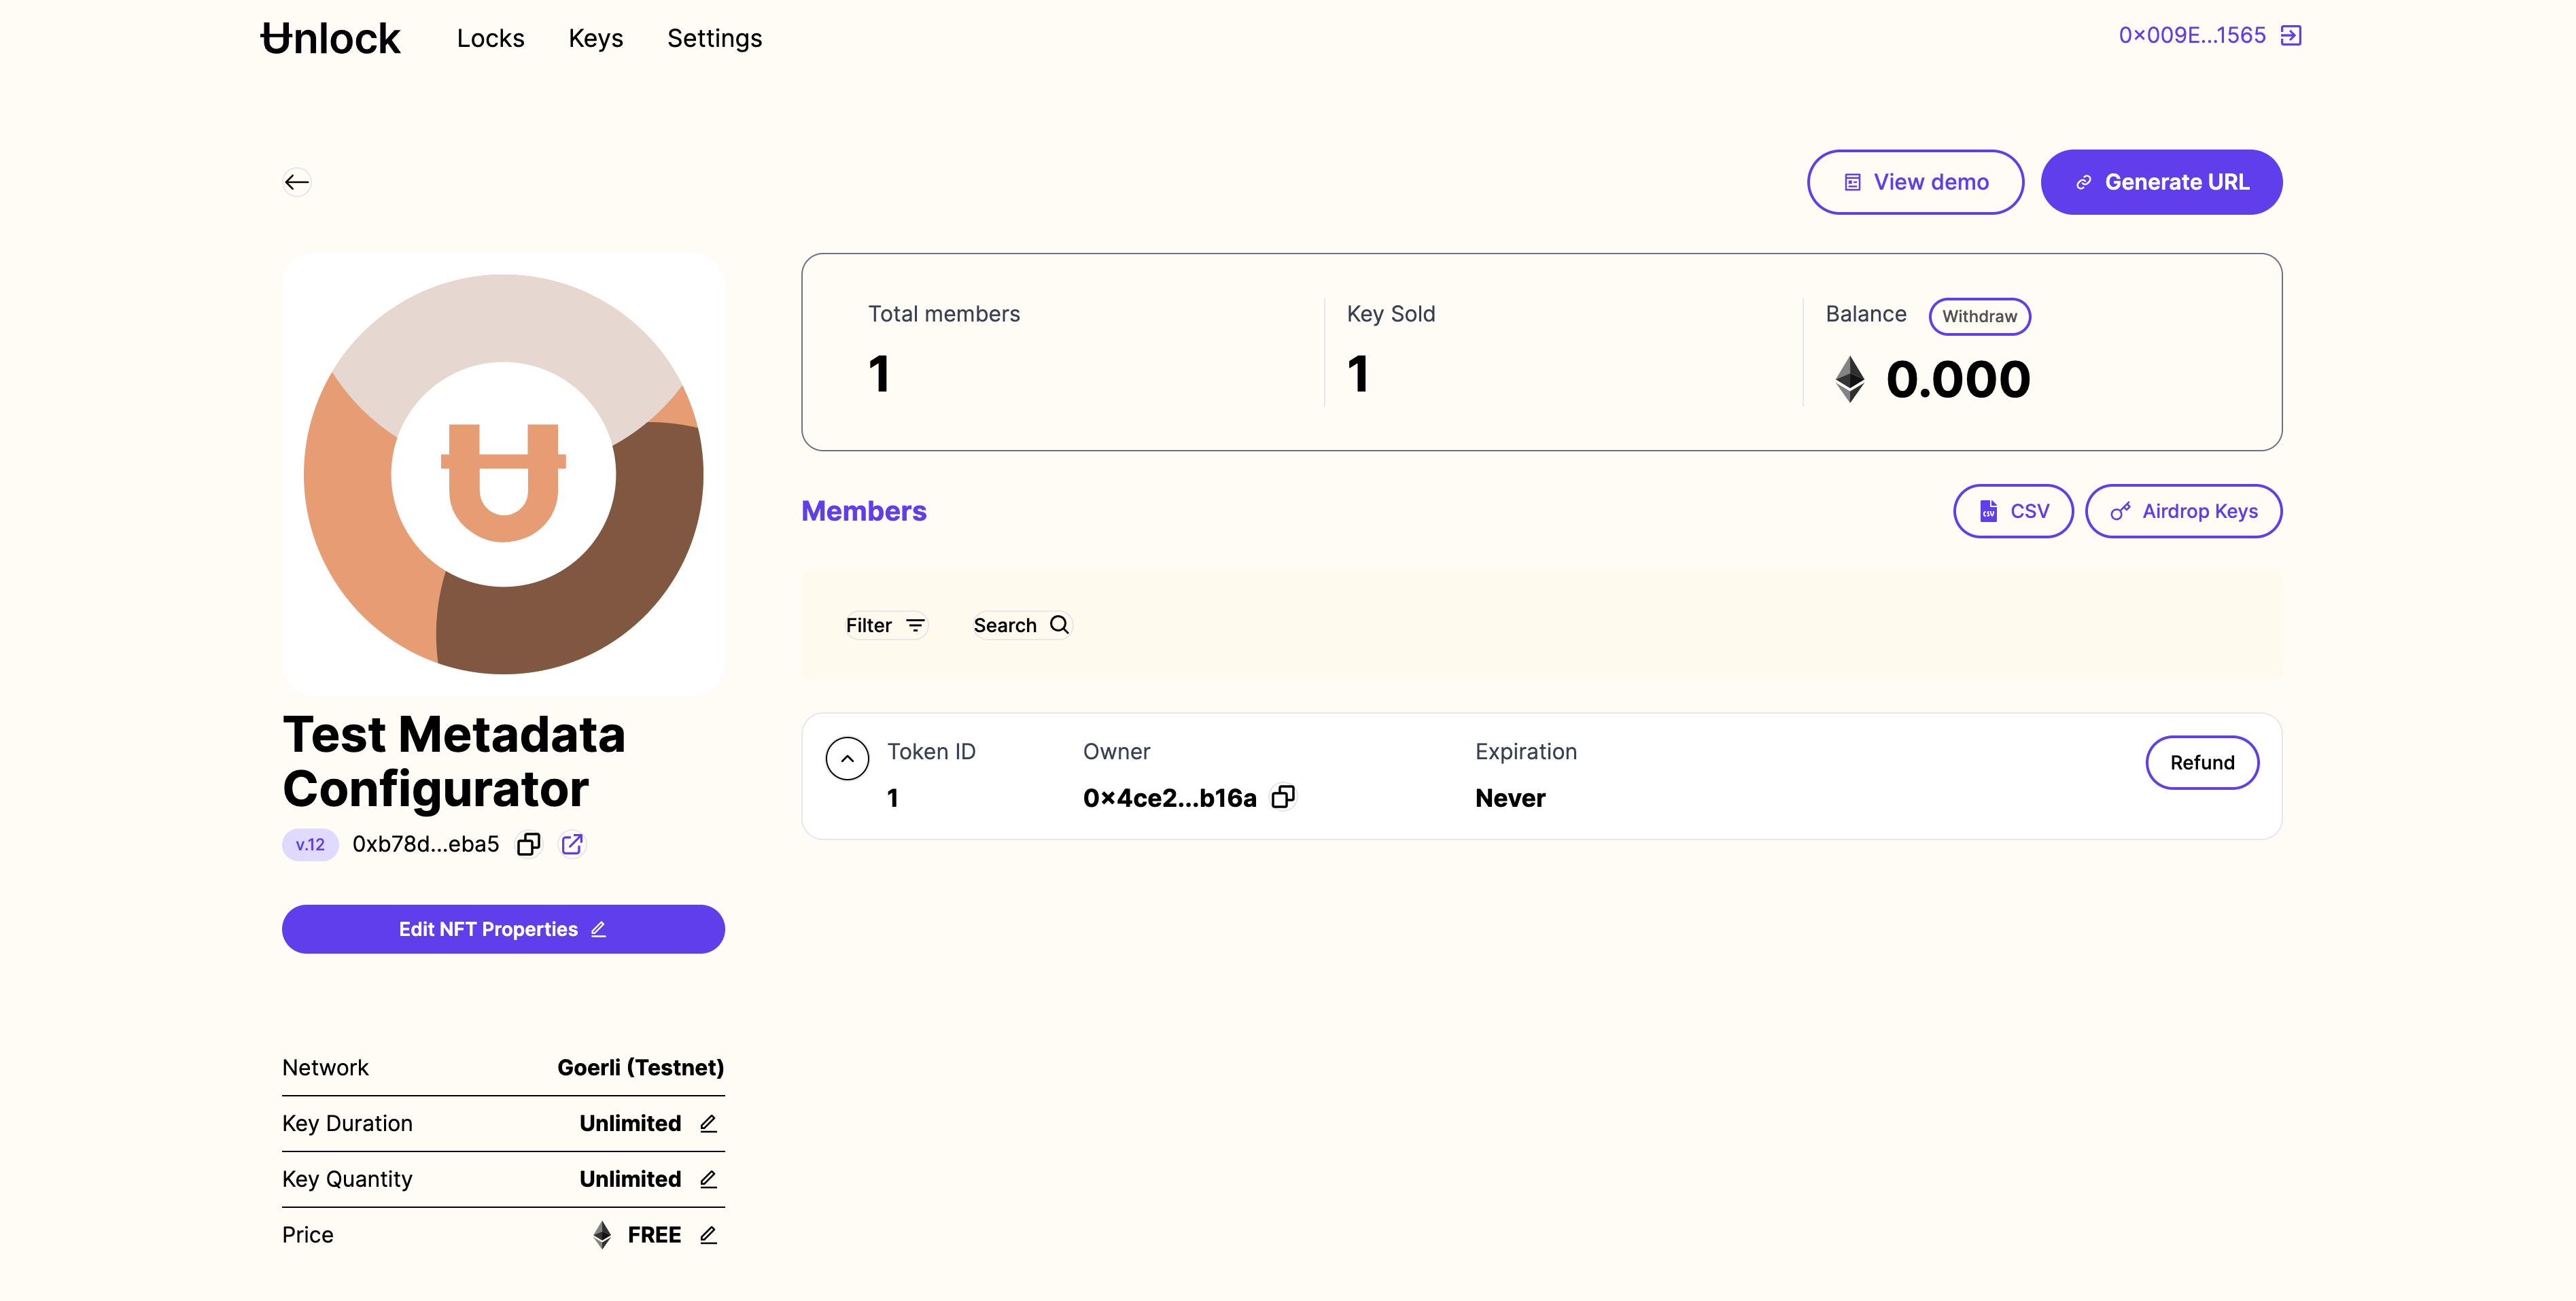 Unlock
Locks
Keys
Settings
0x009E...1565
View demo
Generate URL
Total members
1
Key Sold
1
Balance
Withdraw
0.000
Members
CSV
Airdrop Keys
Filter
Search
Token ID
1
Owner
0x4ce2...b16a
Expiration
Never
Refund
Test Metadata
Configurator
v.12
0xb78d...eba5
Edit NFT Properties
Network
Goerli (Testnet)
Key Duration
Unlimited
Key Quantity
Unlimited
Price
FREE